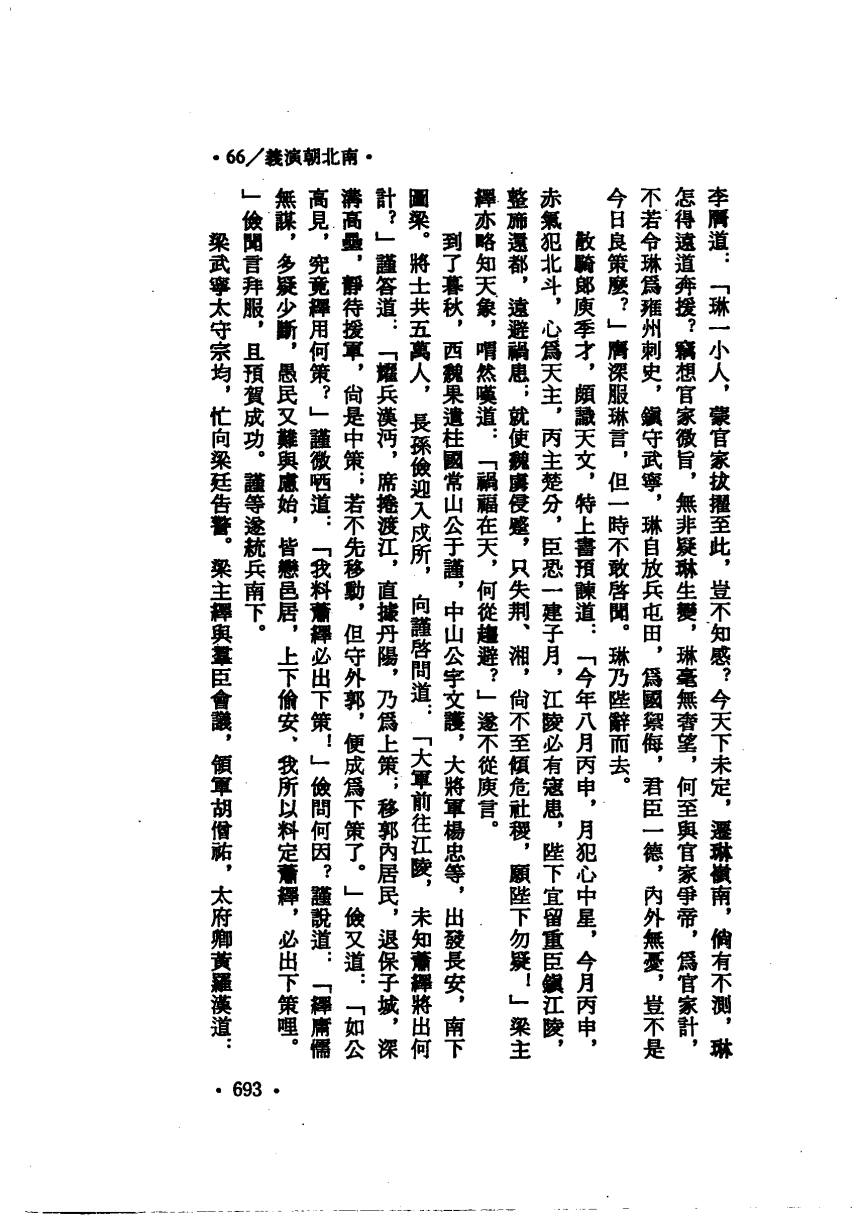 ・66／義演朝北南・
李膺道：「琳一小人，蒙官家拔擢至此，豈不知感？今天下未定，遷琳嶺南，倘有不測，琳
怎得遠道奔援？竊想官家微旨，無非疑琳生變，琳毫無奢望，何至與官家爭帝，爲官家計，
不若令琳爲雍州刺史，鎭守武寧，琳自放兵屯田，爲國禦侮，君臣一德，內外無憂，豈不是
今日良策麼？」膺深服琳言，但一時不敢啓聞。琳乃陛辭而去。
散騎郞庾季才，頗識天文，特上書預諫道：「今年八月丙申，月犯心中星，今月丙申，
赤氣犯北斗，心爲天主，丙主楚分，臣恐一建子月，江陵必有寇患，陛下宜留重臣鎭江陵，
整旆還都，遠避禍患；就使魏虜侵蹙，只失荆、湘，尙不至傾危社稷，願陛下勿疑！」梁主
繹亦略知天象，喟然嘆道：「禍福在天，何從趨避？」遂不從庾言。
到了暮秋，西魏果遣柱國常山公于謹，中山公宇文護，大將軍楊忠等，出發長安，南下
圖梁。將士共五萬人，長孫儉迎入戍所，向謹啓問道：「大軍前往江陵，未知蕭繹將出何
計？」謹答道：「耀兵漢沔，席捲渡江，直據丹陽，乃爲上策；移郭內居民，退保子城，深
溝高壘，靜待援軍，尙是中策；若不先移動，但守外郭，便成爲下策了。」儉又道：「如公
高見，究竟繹用何策？」謹微哂道：「我料蕭繹必出下策！」儉問何因？謹說道：「繹庸懦
無謀，多疑少斷，愚民又難與慮始，皆戀邑居，上下偷安、我所以料定蕭繹，必出下策哩。
」儉聞言拜服，且預賀成功。謹等遂統兵南下。
梁武寧太守宗均，忙向梁廷告警。梁主繹與羣臣會議，領軍胡僧祐，太府卿黃羅漢道：
・693・